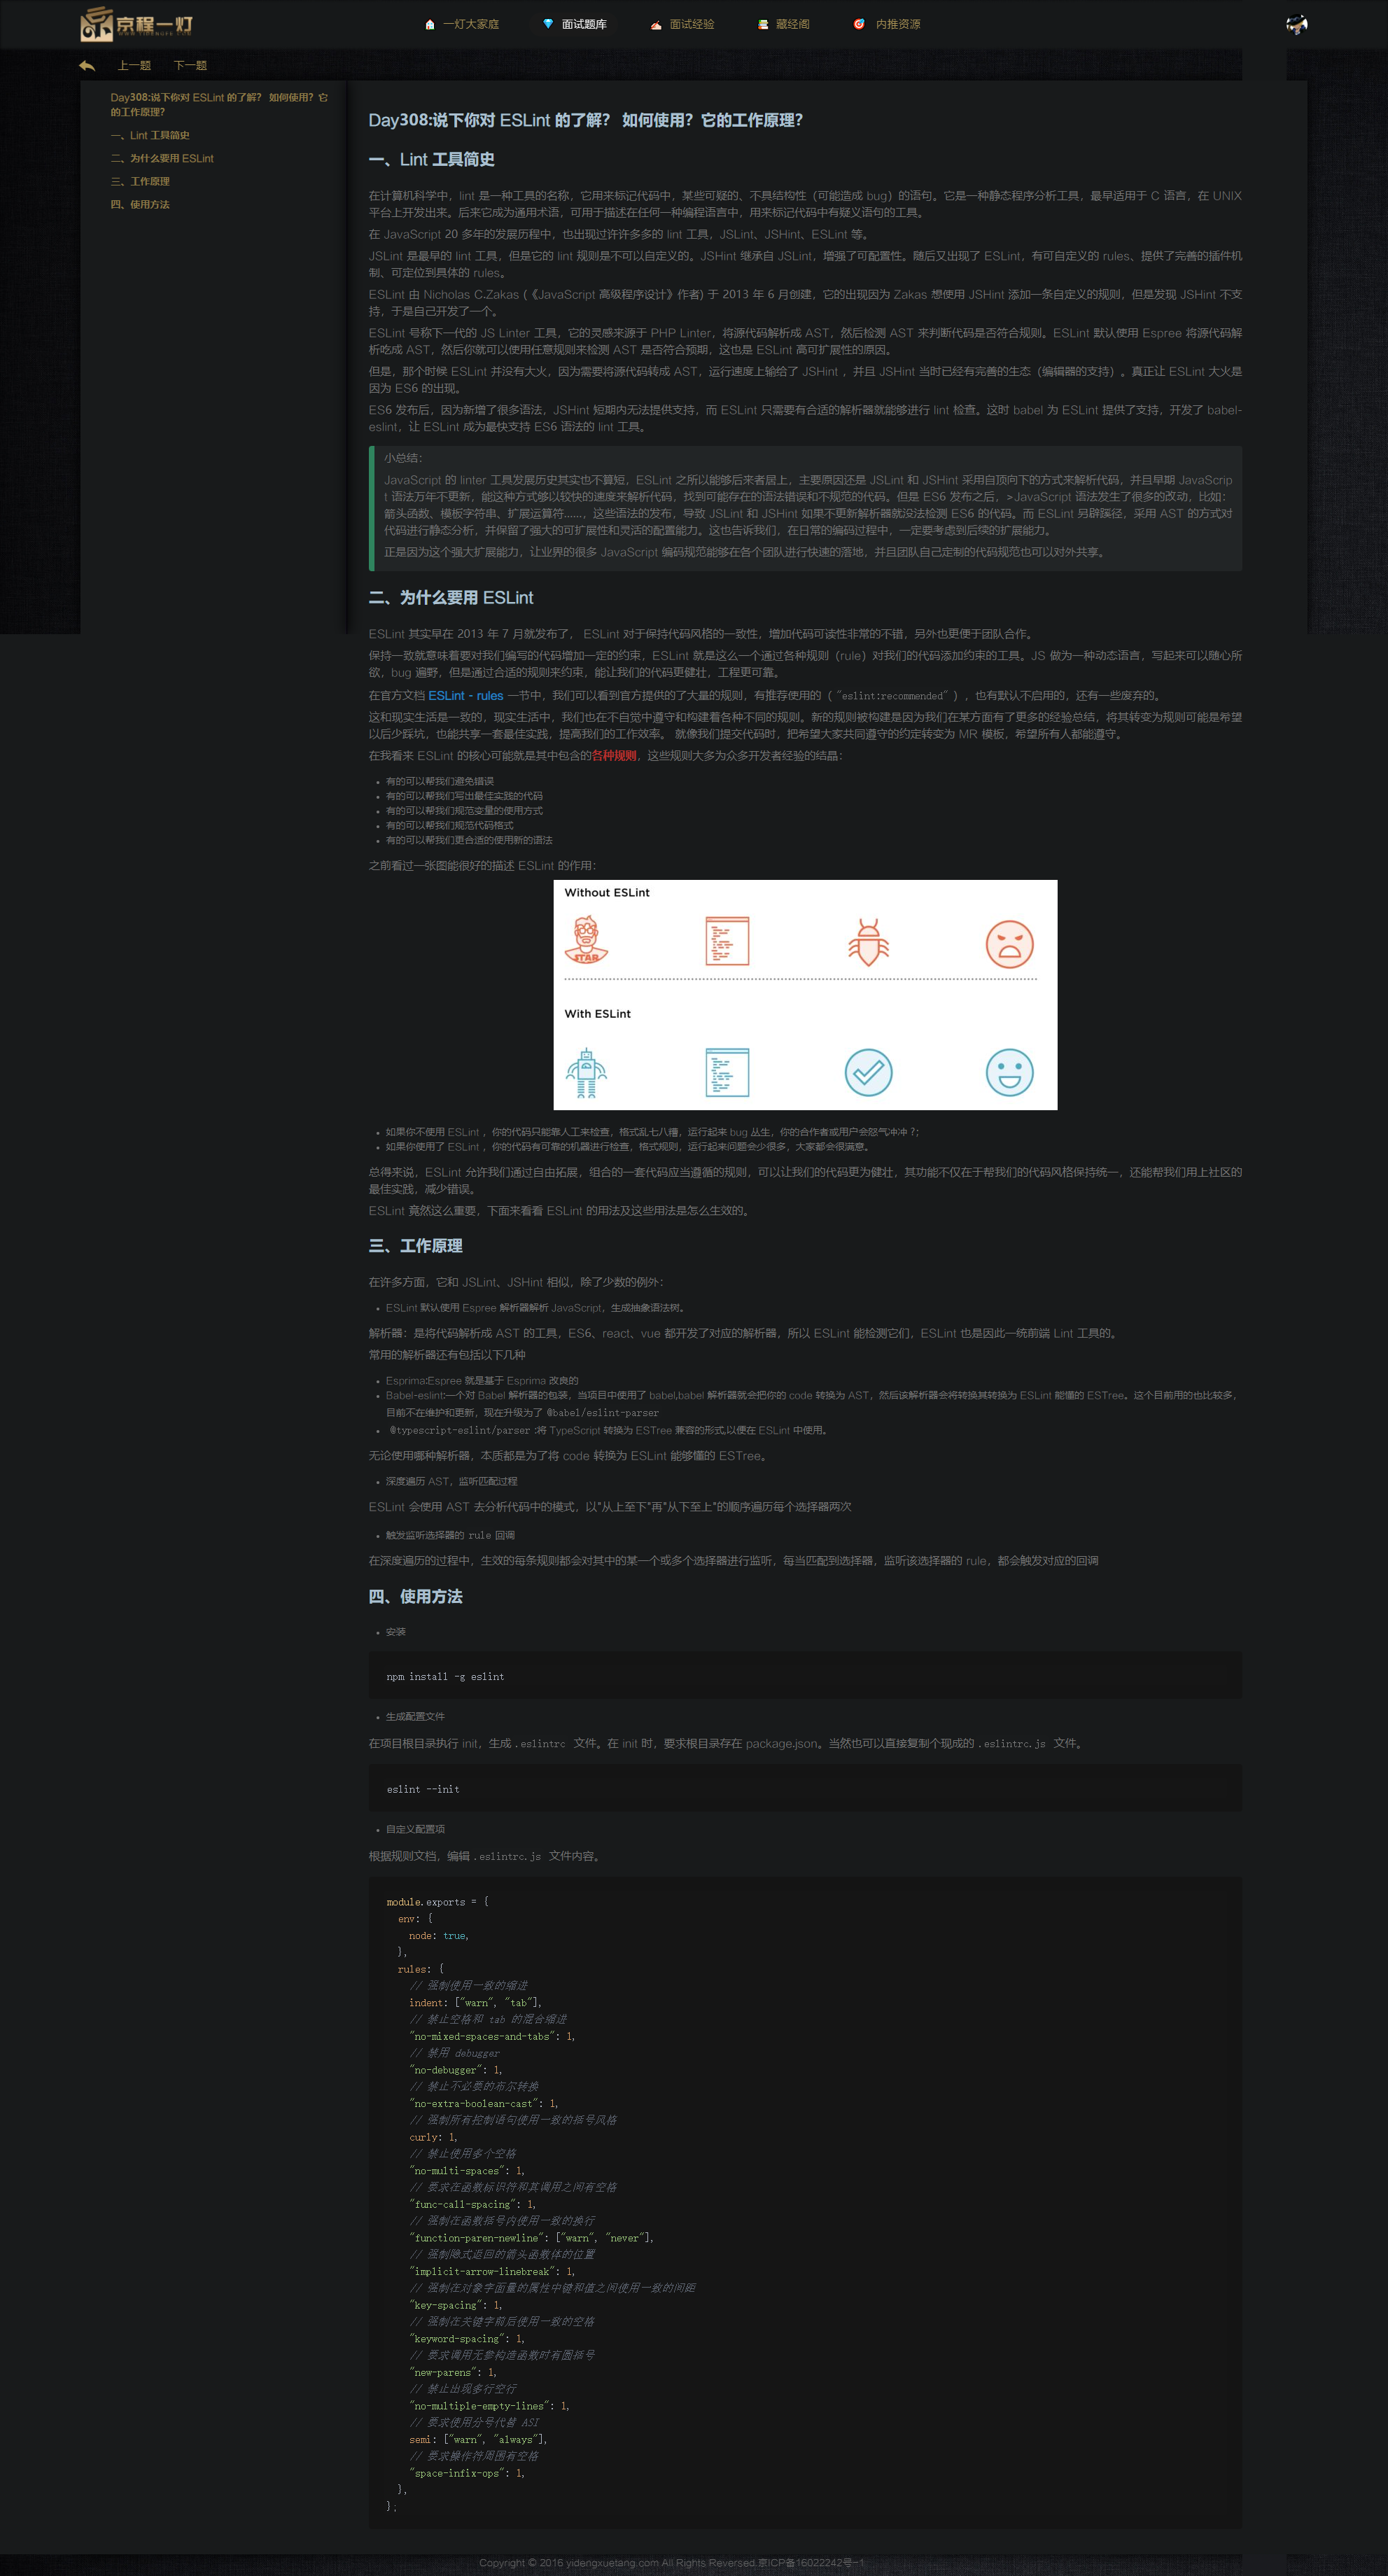 京程一灯
一灯大家庭
面试题库
面试经验
藏经阁
内推资源
上一题 下一题
Day308:说下你对 ESLint 的了解? 如何使用?它
的工作原理?
一、Lint 工具简史
二、为什么要用 ESLint
三、工作原理
四、使用方法
Day308:说下你对 ESLint 的了解? 如何使用?它的工作原理?
一、Lint 工具简史
在计算机科学中,lint 是一种工具的名称,它用来标记代码中,某些可疑的、不具结构性(可能造成 bug)的语句。它是一种静态程序分析工具,最早适用于 C 语言,在 UNIX
平台上开发出来。后来它成为通用术语,可用于描述在任何一种编程语言中,用来标记代码中有疑义语句的工具。
在 JavaScript 20 多年的发展历程中,也出现过许许多多的 lint 工具,JSLint、JSHint、ESLint 等。
JSLint 是最早的 lint 工具,但是它的 lint 规则是不可以自定义的。JSHint 继承自 JSLint,增强了可配置性。随后又出现了 ESLint,有可自定义的 rules、提供了完善的插件机
制、可定位到具体的 rules。
ESLint 由 Nicholas C.Zakas (《JavaScript 高级程序设计》作者) 于 2013 年 6 月创建,它的出现因为 Zakas 想使用 JSHint 添加一条自定义的规则,但是发现 JSHint 不支
持,于是自己开发了一个。
ESLint 号称下一代的 JS Linter 工具,它的灵感来源于 PHP Linter,将源代码解析成 AST,然后检测 AST 来判断代码是否符合规则。ESLint 默认使用 Espree 将源代码解
析吃成 AST,然后你就可以使用任意规则来检测 AST 是否符合预期,这也是 ESLint 高可扩展性的原因。
但是,那个时候 ESLint 并没有大火,因为需要将源代码转成 AST,运行速度上输给了 JSHint ,并且 JSHint 当时已经有完善的生态(编辑器的支持)。真正让 ESLint 大火是
因为 ES6 的出现。
ES6 发布后,因为新增了很多语法,JSHint 短期内无法提供支持,而 ESLint 只需要有合适的解析器就能够进行 lint 检查。这时 babel 为 ESLint 提供了支持,开发了 babel-
eslint,让 ESLint 成为最快支持 ES6 语法的 lint 工具。
小总结:
JavaScript 的 linter 工具发展历史其实也不算短,ESLint 之所以能够后来者居上,主要原因还是 JSLint 和 JSHint 采用自顶向下的方式来解析代码,并且早期 JavaScrip
t 语法万年不更新,能这种方式够以较快的速度来解析代码,找到可能存在的语法错误和不规范的代码。但是 ES6 发布之后,>JavaScript 语法发生了很多的改动,比如:
箭头函数、模板字符串、扩展运算符……,这些语法的发布,导致 JSLint 和 JSHint 如果不更新解析器就没法检测 ES6 的代码。而 ESLint 另辟蹊径,采用 AST 的方式对
代码进行静态分析,并保留了强大的可扩展性和灵活的配置能力。这也告诉我们,在日常的编码过程中,一定要考虑到后续的扩展能力。
正是因为这个强大扩展能力,让业界的很多 JavaScript 编码规范能够在各个团队进行快速的落地,并且团队自己定制的代码规范也可以对外共享。
二、为什么要用 ESLint
ESLint 其实早在 2013 年 7 月就发布了, ESLint 对于保持代码风格的一致性,增加代码可读性非常的不错,另外也更便于团队合作。
保持一致就意味着要对我们编写的代码增加一定的约束,ESLint 就是这么一个通过各种规则(rule)对我们的代码添加约束的工具。JS 做为一种动态语言,写起来可以随心所
欲,bug 遍野,但是通过合适的规则来约束,能让我们的代码更健壮,工程更可靠。
在官方文档 ESLint - rules 一节中,我们可以看到官方提供的了大量的规则,有推荐使用的( "eslint:recommended" ),也有默认不启用的,还有一些废弃的。
这和现实生活是一致的,现实生活中,我们也在不自觉中遵守和构建着各种不同的规则。新的规则被构建是因为我们在某方面有了更多的经验总结,将其转变为规则可能是希望
以后少踩坑,也能共享一套最佳实践,提高我们的工作效率。 就像我们提交代码时,把希望大家共同遵守的约定转变为 MR 模板,希望所有人都能遵守。
在我看来 ESLint 的核心可能就是其中包含的各种规则,这些规则大多为众多开发者经验的结晶:
• 有的可以帮我们避免错误
• 有的可以帮我们写出最佳实践的代码
• 有的可以帮我们规范变量的使用方式
• 有的可以帮我们规范代码格式
• 有的可以帮我们更合适的使用新的语法
之前看过一张图能很好的描述 ESLint 的作用:
Without ESLint
STAR
With ESLint
• 如果你不使用 ESLint ,你的代码只能靠人工来检查,格式乱七八糟,运行起来 bug 丛生,你的合作者或用户会怒气冲冲 ?;
• 如果你使用了 ESLint ,你的代码有可靠的机器进行检查,格式规则,运行起来问题会少很多,大家都会很满意。
总得来说,ESLint 允许我们通过自由拓展,组合的一套代码应当遵循的规则,可以让我们的代码更为健壮,其功能不仅在于帮我们的代码风格保持统一,还能帮我们用上社区的
最佳实践,减少错误。
ESLint 竟然这么重要,下面来看看 ESLint 的用法及这些用法是怎么生效的。
三、工作原理
在许多方面,它和 JSLint、JSHint 相似,除了少数的例外:
• ESLint 默认使用 Espree 解析器解析 JavaScript,生成抽象语法树。
解析器:是将代码解析成 AST 的工具,ES6、react、vue 都开发了对应的解析器,所以 ESLint 能检测它们,ESLint 也是因此一统前端 Lint 工具的。
常用的解析器还有包括以下几种
• Esprima:Espree 就是基于 Esprima 改良的
• Babel-eslint:一个对 Babel 解析器的包装,当项目中使用了 babel,babel 解析器就会把你的 code 转换为 AST,然后该解析器会将转换其转换为 ESLint 能懂的 ESTree。这个目前用的也比较多,
目前不在维护和更新,现在升级为了 @babel/eslint-parser
• @typescript-eslint/parser :将 TypeScript 转换为 ESTree 兼容的形式,以便在 ESLint 中使用。
无论使用哪种解析器,本质都是为了将 code 转换为 ESLint 能够懂的 ESTree。
• 深度遍历 AST,监听匹配过程
ESLint 会使用 AST 去分析代码中的模式,以"从上至下"再"从下至上"的顺序遍历每个选择器两次
• 触发监听选择器的 rule 回调
在深度遍历的过程中,生效的每条规则都会对其中的某一个或多个选择器进行监听,每当匹配到选择器,监听该选择器的 rule,都会触发对应的回调
四、使用方法
• 安装
npm install -g eslint
• 生成配置文件
在项目根目录执行 init,生成 .eslintrc 文件。在 init 时,要求根目录存在 package.json。当然也可以直接复制个现成的 .eslintrc.js 文件。
eslint --init
• 自定义配置项
根据规则文档,编辑 .eslintrc.js 文件内容。
module.exports = {
env: {
node: true,
},
rules: {
// 强制使用一致的缩进
indent: ["warn", "tab"],
// 禁止空格和 tab 的混合缩进
"no-mixed-spaces-and-tabs": 1,
// 禁用 debugger
"no-debugger": 1,
// 禁止不必要的布尔转换
"no-extra-boolean-cast": 1,
// 强制所有控制语句使用一致的括号风格
curly: 1,
// 禁止使用多个空格
"no-multi-spaces": 1,
// 要求在函数标识符和其调用之间有空格
"func-call-spacing": 1,
// 强制在函数括号内使用一致的换行
"function-paren-newline": ["warn", "never"],
// 强制隐式返回的箭头函数体的位置
"implicit-arrow-linebreak": 1,
// 强制在对象字面量的属性中键和值之间使用一致的间距
"key-spacing": 1,
// 强制在关键字前后使用一致的空格
"keyword-spacing": 1,
// 要求调用无参构造函数时有圆括号
"new-parens": 1,
// 禁止出现多行空行
"no-multiple-empty-lines": 1,
// 要求使用分号代替 ASI
semi: ["warn", "always"],
// 要求操作符周围有空格
"space-infix-ops": 1,
},
};
Copyright © 2016 yidengxuetang.com All Rights Reversed.京ICP备16022242号-1